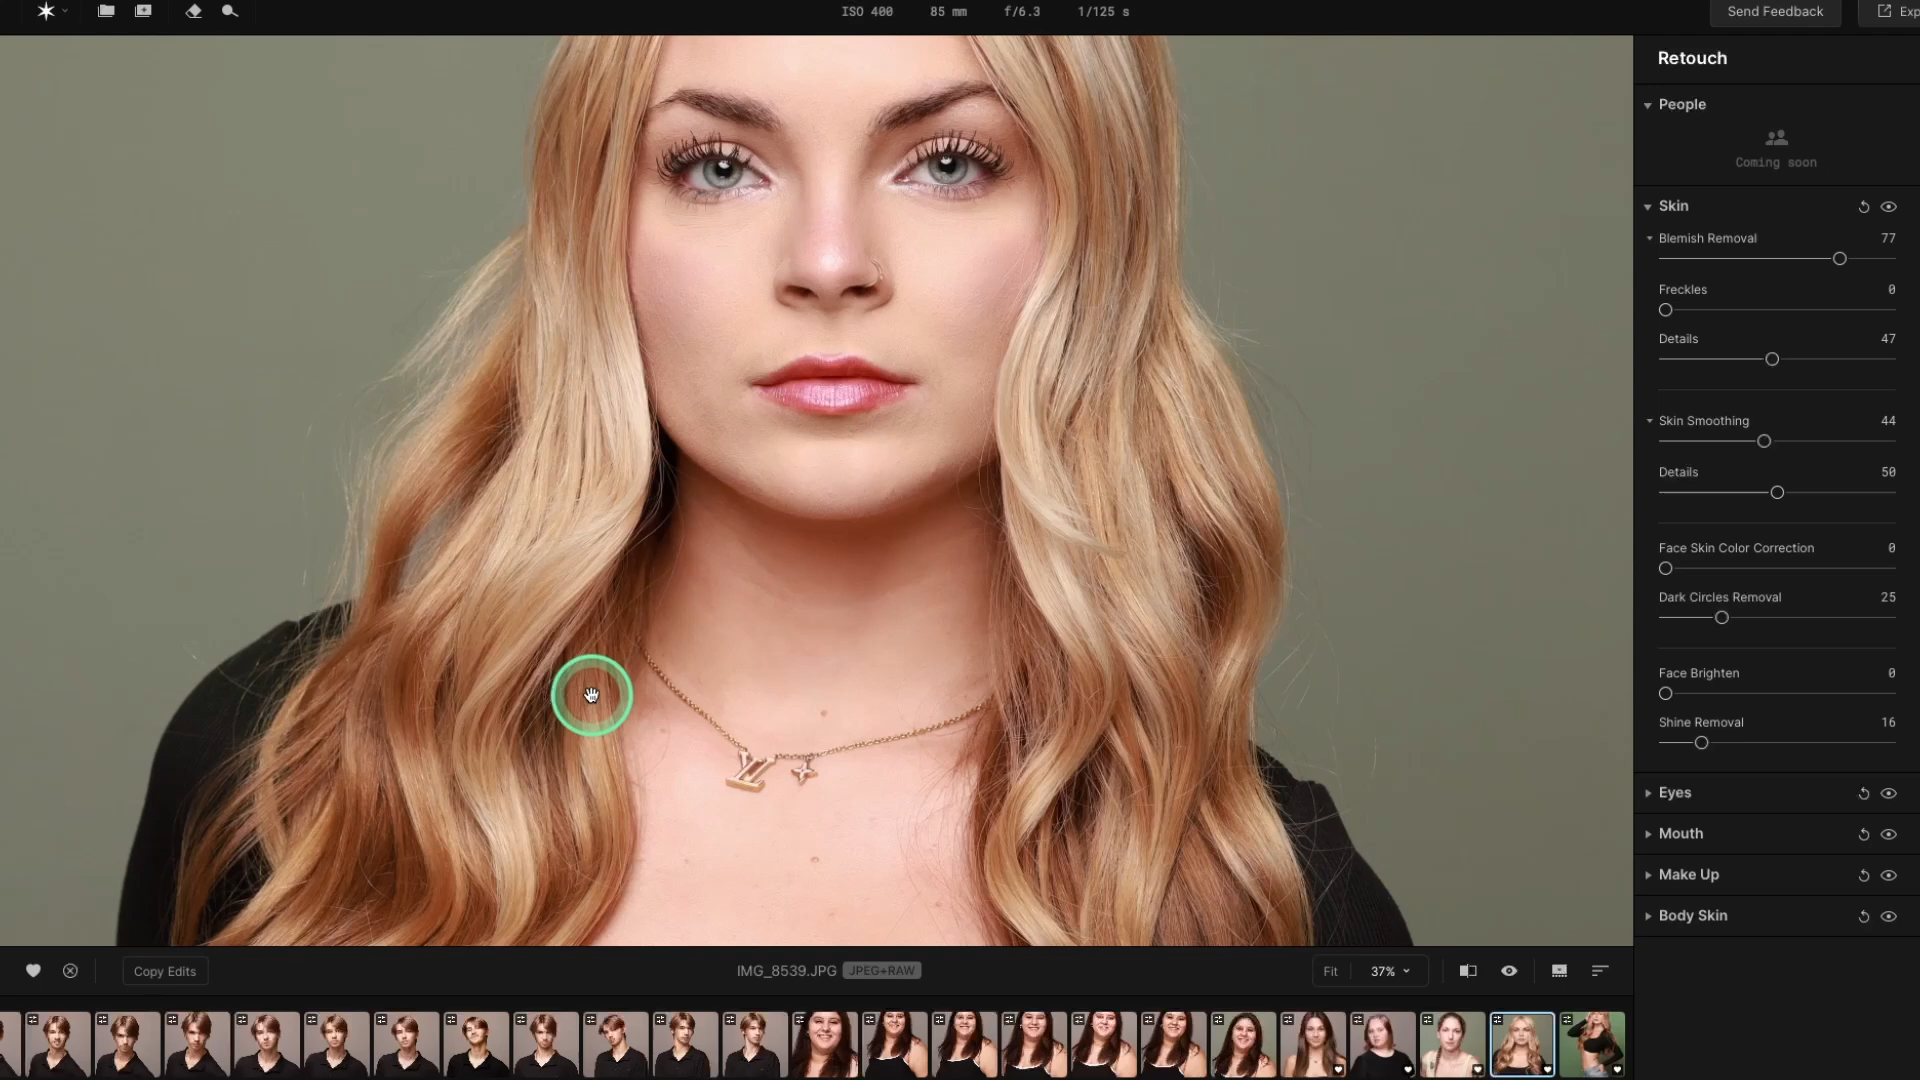 ISO 400 85 mm f/6.3 1/125 s
Send Feedback
Exp
Retouch
People
Coming soon
Skin
Blemish Removal 77
Freckles 0
Details 47
Skin Smoothing 44
Details 50
Face Skin Color Correction 0
Dark Circles Removal 25
Face Brighten 0
Shine Removal 16
Eyes
Mouth
Make Up
Body Skin
Copy Edits
IMG_8539.JPG JPEG+RAW
Fit 37%